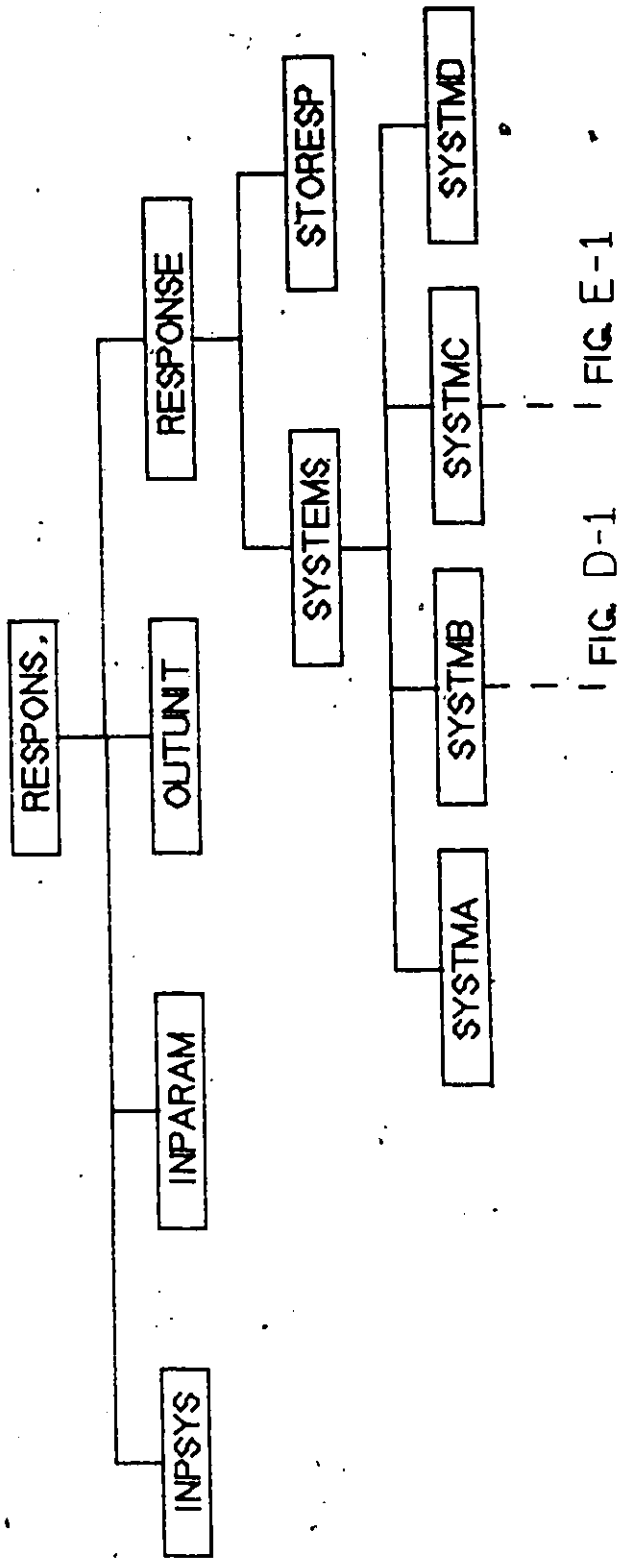 RESPONS,
INPSYS
INPARAM
OUTUNIT
RESPONSE
SYSTEMS
STORESP
SYSTMA
SYSTMB
SYSTMC
SYSTMD
FIG. D-1
FIG. E-1